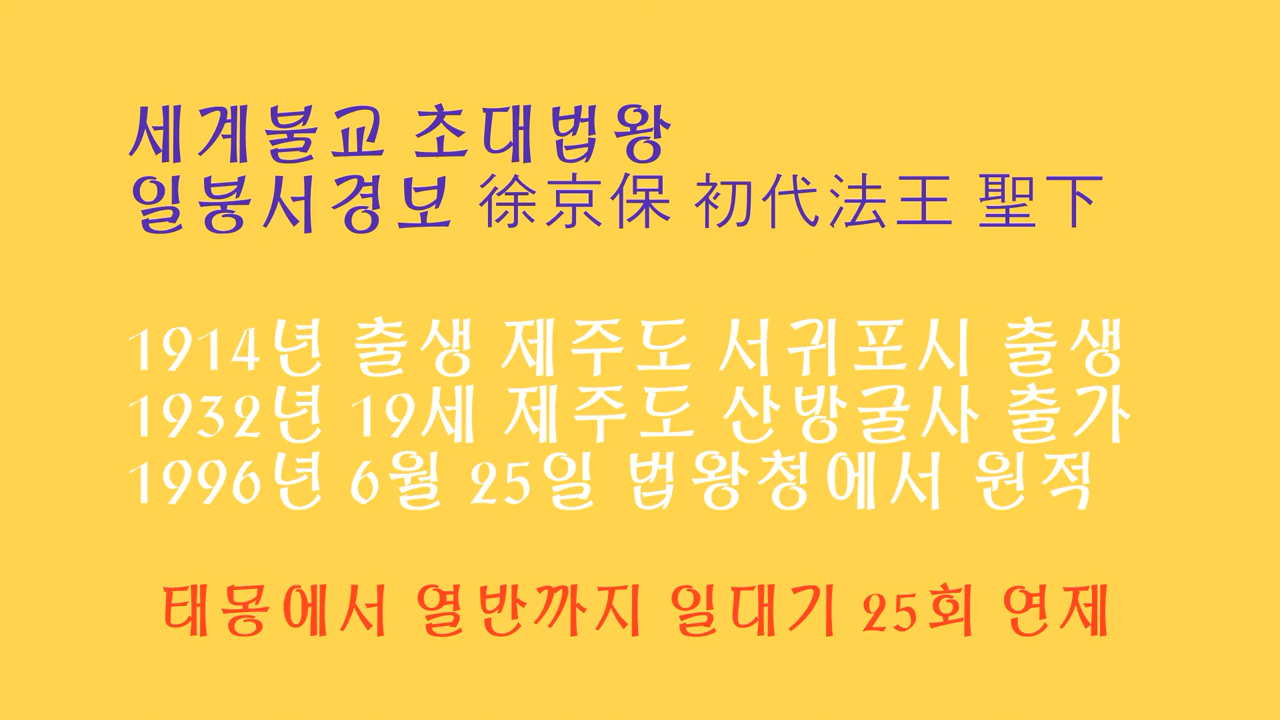 세계불교 초대법왕
일붕서경보 徐京保 初代法王 聖下
1914년 출생 제주도 서귀포시 출생
1932년 19세 제주도 산방굴사 출가
1996년 6월 25일 법왕청에서 원적
태몽에서 열반까지 일대기 25회 연제